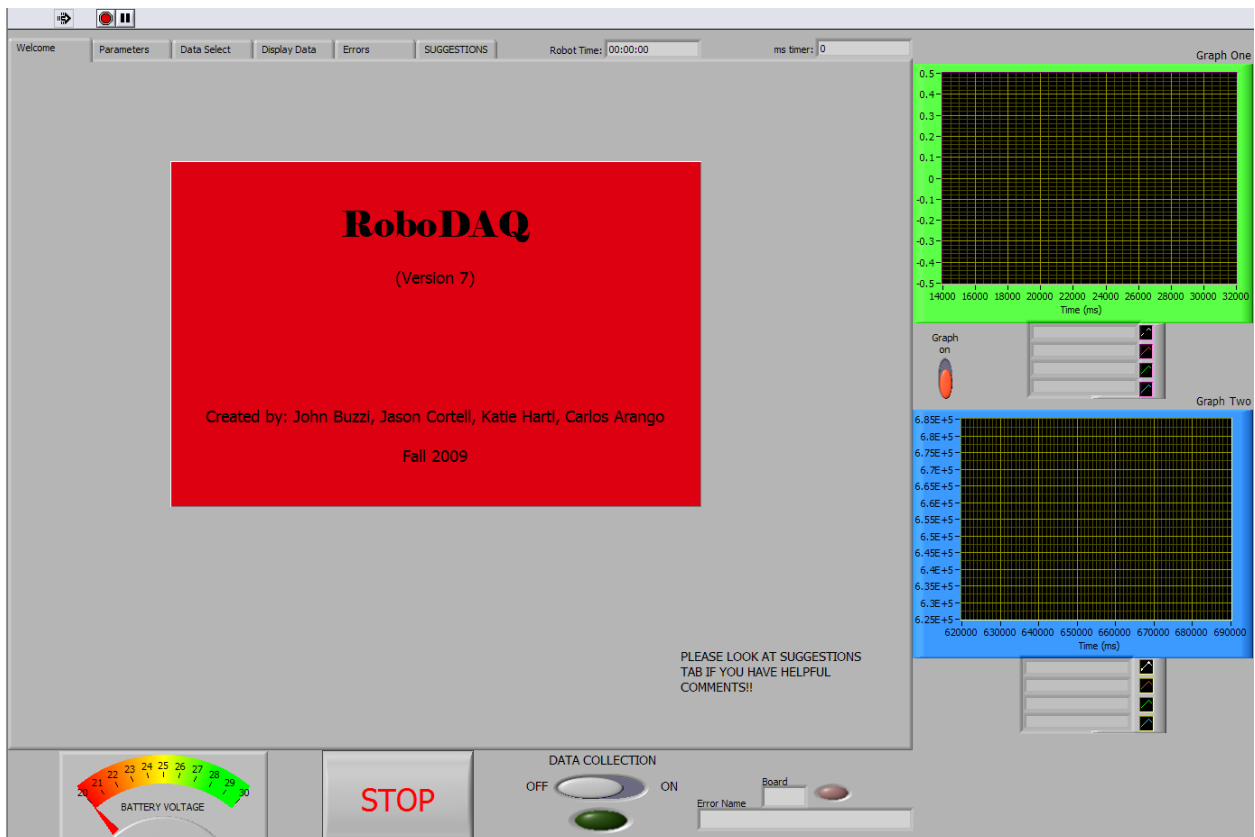 Welcome
Parameters
Data Select
Display Data
Errors
SUGGESTIONS
Robot Time: 00:00:00
ms timer: 0
RoboDAQ
(Version 7)
Created by: John Buzzi, Jason Cortell, Katie Hartl, Carlos Arango
Fall 2009
PLEASE LOOK AT SUGGESTIONS
TAB IF YOU HAVE HELPFUL
COMMENTS!!
Graph One
0.5
0.4
0.3
0.2
0.1
0
-0.1
-0.2
-0.3
-0.4
-0.5
14000 16000 18000 20000 22000 24000 26000 28000 30000 32000
Time (ms)
Graph
on
Graph Two
6.85E+5
6.8E+5
6.75E+5
6.7E+5
6.65E+5
6.6E+5
6.55E+5
6.5E+5
6.45E+5
6.4E+5
6.35E+5
6.3E+5
6.25E+5
620000 630000 640000 650000 660000 670000 680000 690000
Time (ms)
20 21 22 23 24 25 26 27 28 29 30
BATTERY VOLTAGE
STOP
DATA COLLECTION
OFF ON
Board
Error Name